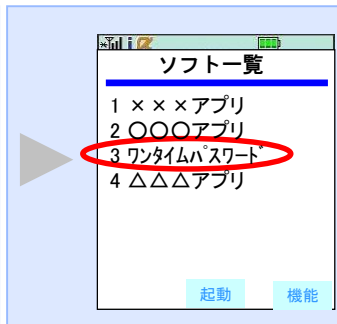 ソフト一覧
1 ×××アプリ
2 〇〇〇アプリ
3 ワンタイムパスワード
4 △△△アプリ
起動 機能